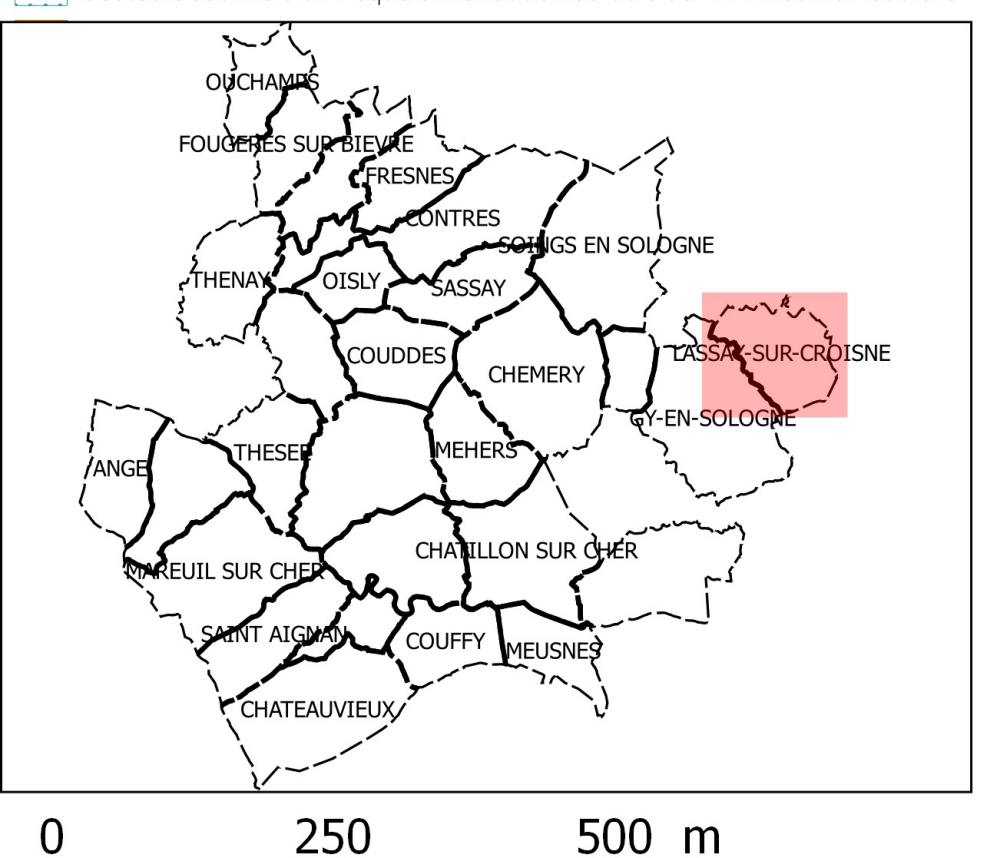 OUCHAMPS
FOUGERES SUR BIEVRE
FRESNES
CONTRES
SOINGS EN SOLOGNE
THENAY
OISLY
SASSAY
LASSAY-SUR-CROISNE
COUDDES
CHEMERY
GY-EN-SOLOGNE
THESEE
MEHERS
ANGE
CHATILLON SUR CHER
MAREUIL SUR CHER
SAINT AIGNAN
COUFFY
MEUSNES
CHATEAUVIEUX
0 250 500 m